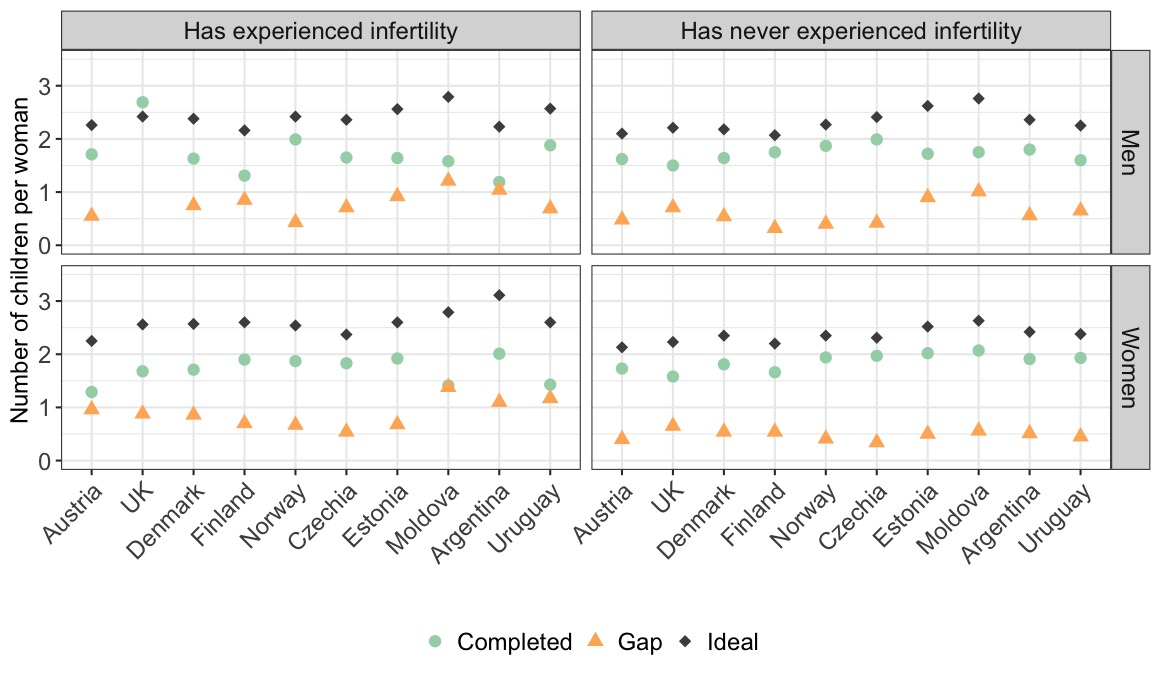 Has experienced infertility
Has never experienced infertility
Number of children per woman
3
2
1
0
Men
3
2
1
0
Women
Austria
UK
Denmark
Finland
Norway
Czechia
Estonia
Moldova
Argentina
Uruguay
Austria
UK
Denmark
Finland
Norway
Czechia
Estonia
Moldova
Argentina
Uruguay
Completed
Gap
Ideal